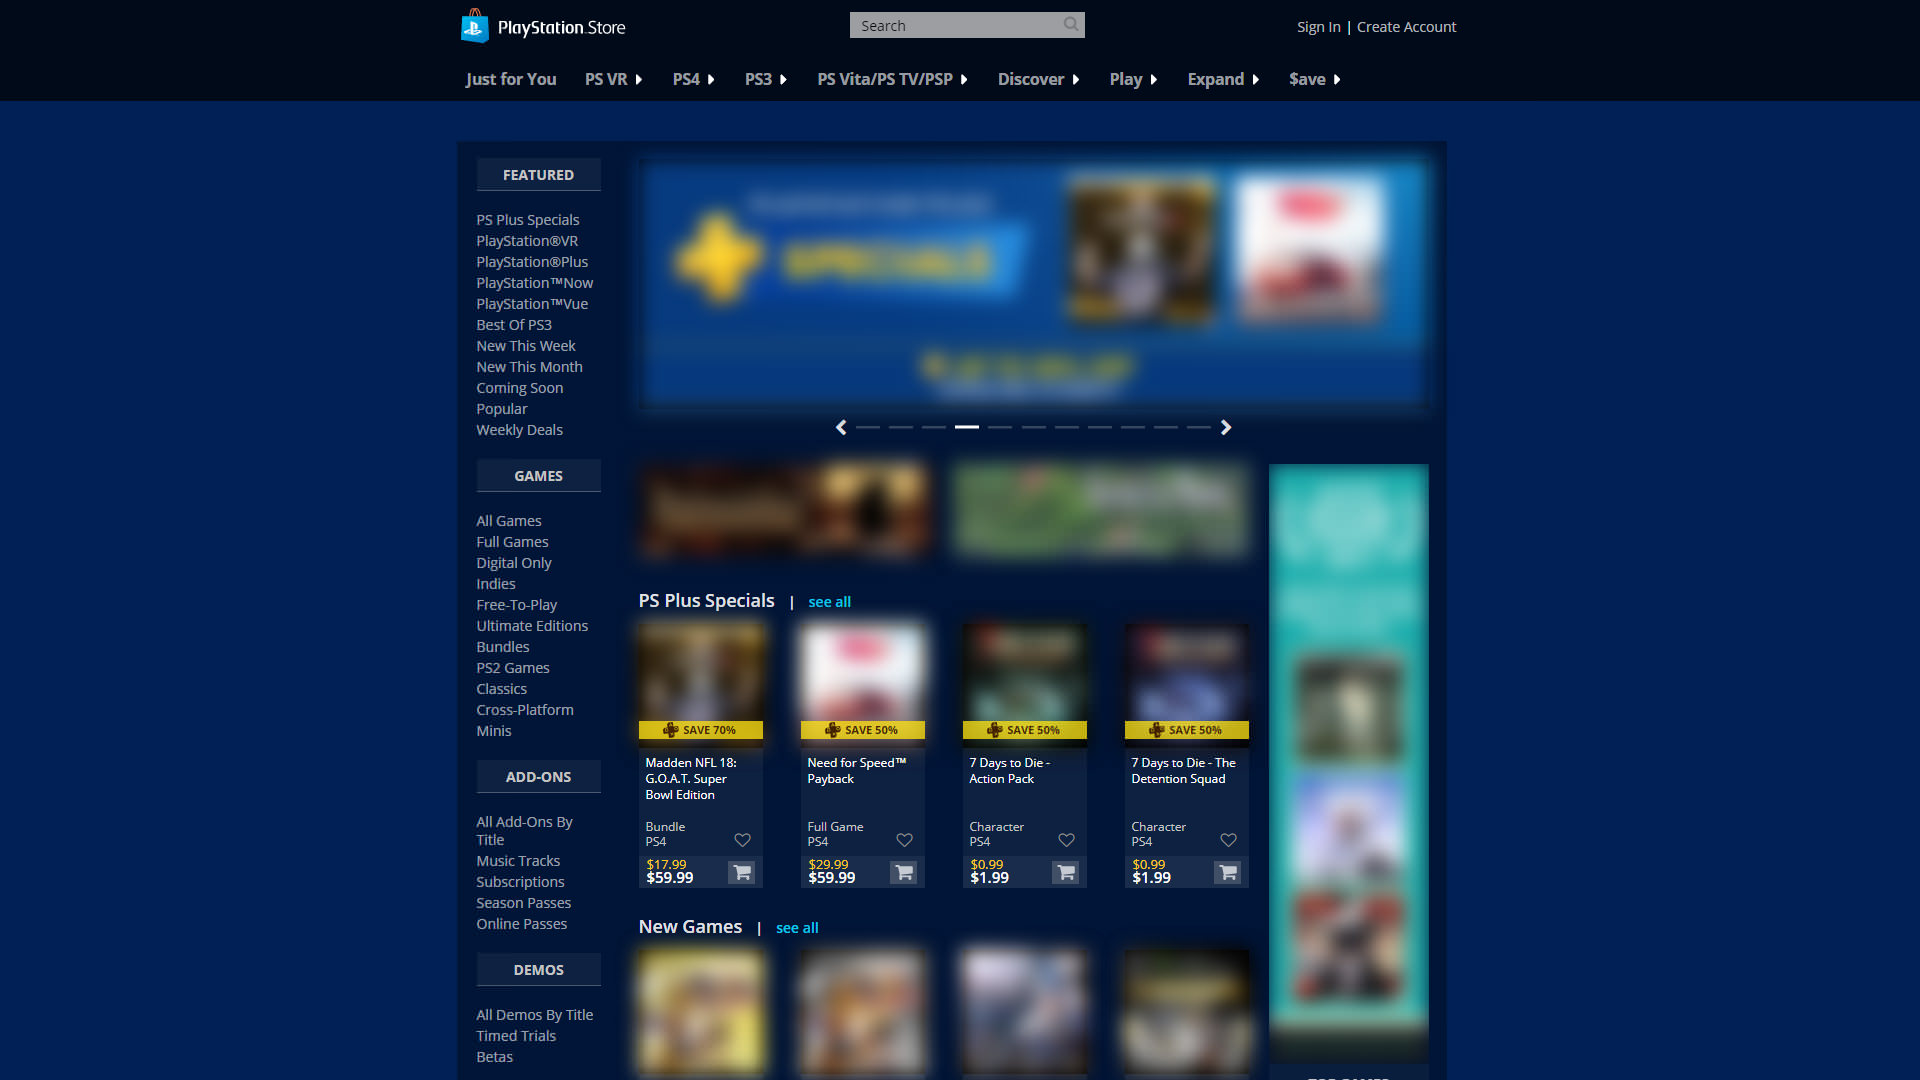 PlayStation Store
Search
Sign In | Create Account
Just for You
PS VR
PS4
PS3
PS Vita/PS TV/PSP
Discover
Play
Expand
$ave
FEATURED
PS Plus Specials
PlayStation®VR
PlayStation®Plus
PlayStation™Now
PlayStation™Vue
Best Of PS3
New This Week
New This Month
Coming Soon
Popular
Weekly Deals
GAMES
All Games
Full Games
Digital Only
Indies
Free-To-Play
Ultimate Editions
Bundles
PS2 Games
Classics
Cross-Platform
Minis
ADD-ONS
All Add-Ons By
Title
Music Tracks
Subscriptions
Season Passes
Online Passes
DEMOS
All Demos By Title
Timed Trials
Betas
SPECIALS
PS Plus Specials | see all
SAVE 70%
Madden NFL 18:
G.O.A.T. Super
Bowl Edition
Bundle
PS4
$17.99
$59.99
SAVE 50%
Need for Speed™
Payback
Full Game
PS4
$29.99
$59.99
SAVE 50%
7 Days to Die -
Action Pack
Character
PS4
$0.99
$1.99
SAVE 50%
7 Days to Die - The
Detention Squad
Character
PS4
$0.99
$1.99
New Games | see all